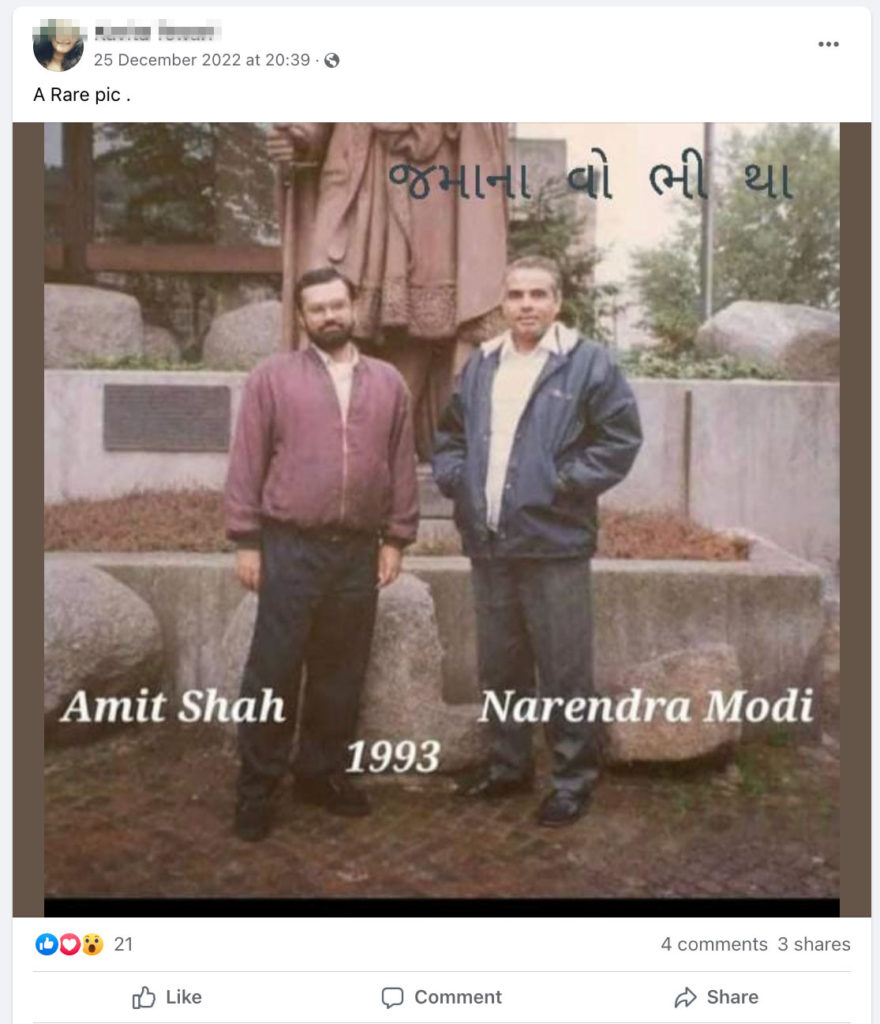 25 December 2022 at 20:39 ·
A Rare pic .
જમાના વો ભી થા
Amit Shah
Narendra Modi
1993
21
4 comments 3 shares
Like
Comment
Share